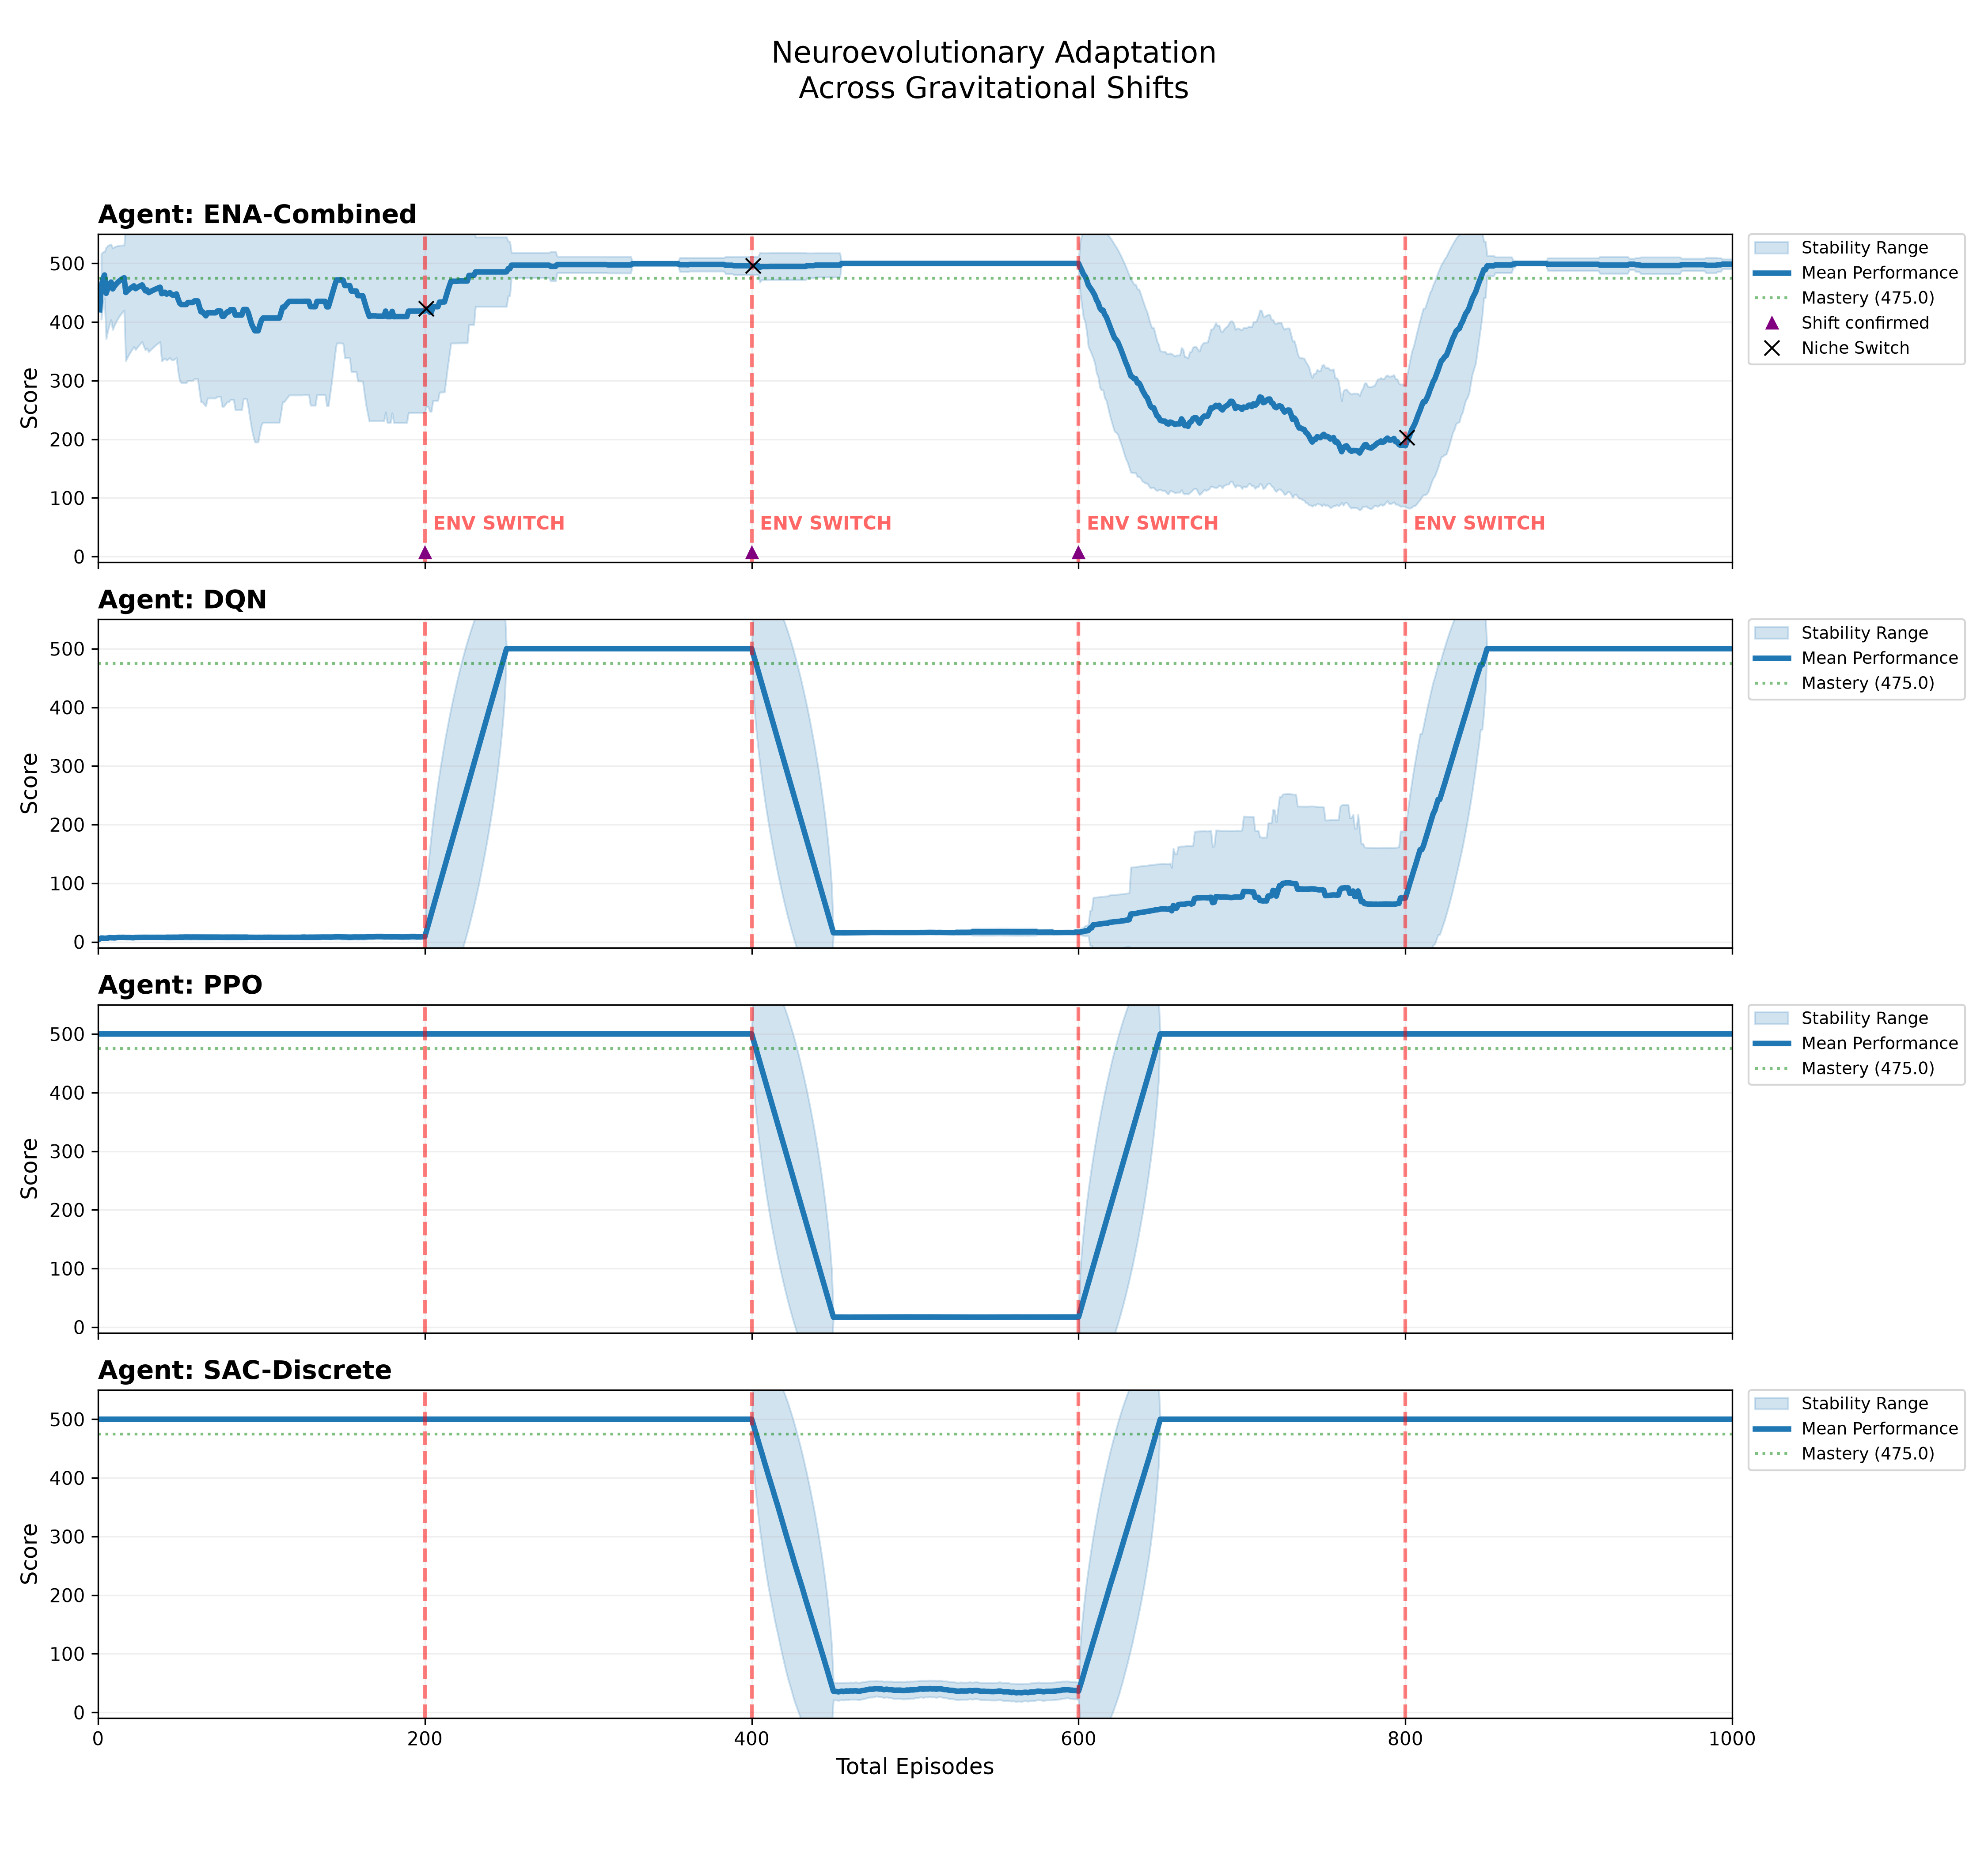 Neuroevolutionary Adaptation
Across Gravitational Shifts
Agent: ENA-Combined
Score
500
400
300
200
100
0
ENV SWITCH
ENV SWITCH
ENV SWITCH
ENV SWITCH
Stability Range
Mean Performance
Mastery (475.0)
Shift confirmed
Niche Switch
Agent: DQN
Score
500
400
300
200
100
0
Stability Range
Mean Performance
Mastery (475.0)
Agent: PPO
Score
500
400
300
200
100
0
Stability Range
Mean Performance
Mastery (475.0)
Agent: SAC-Discrete
Score
500
400
300
200
100
0
Stability Range
Mean Performance
Mastery (475.0)
0 200 400 600 800 1000
Total Episodes